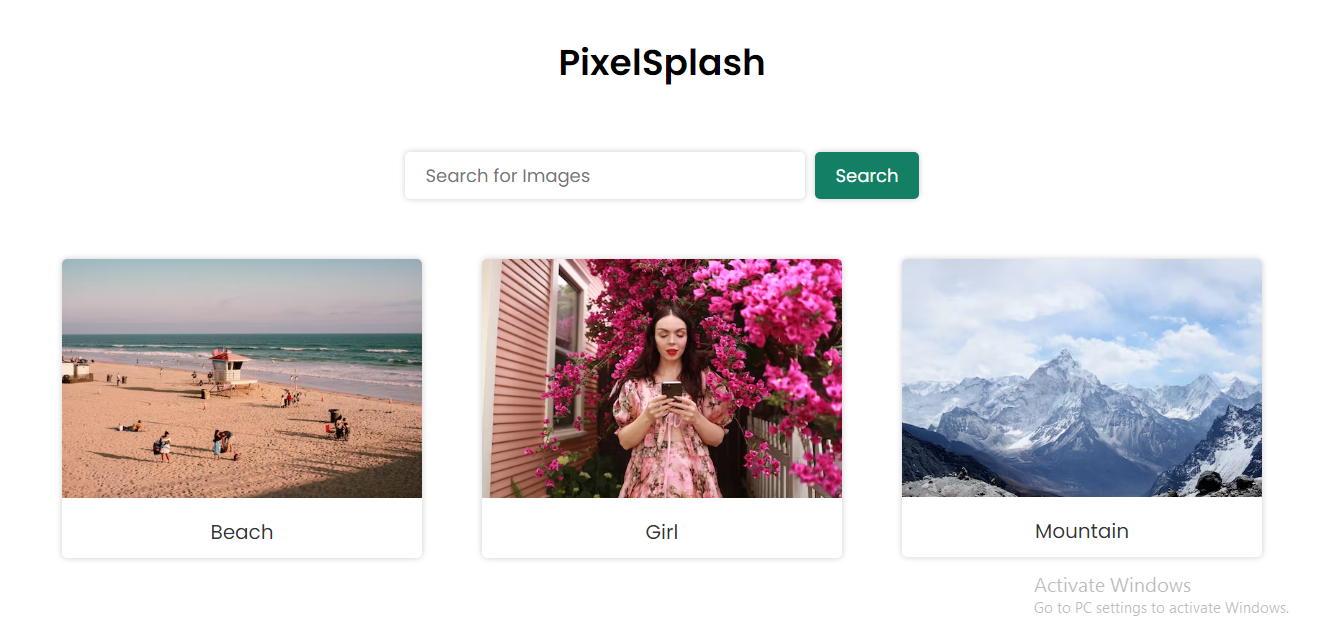 PixelSplash
Search for Images
Search
Beach
Girl
Mountain
Activate Windows
Go to PC settings to activate Windows.